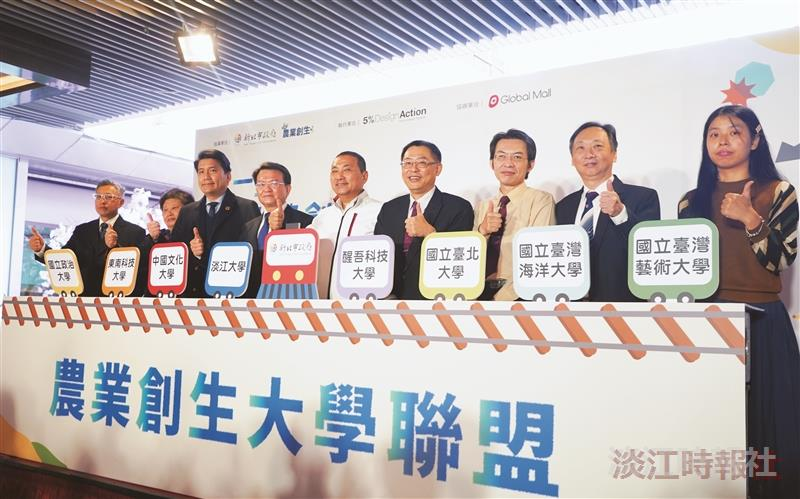 新北市政府
農業創生
製作單位
5% Design Action
Global Mall
國立政治
大學
東南科技
大學
中國文化
大學
淡江大學
新北市政府
醒吾科技
大學
國立臺北
大學
國立臺灣
海洋大學
國立臺灣
藝術大學
農業創生大學聯盟
淡江時報社